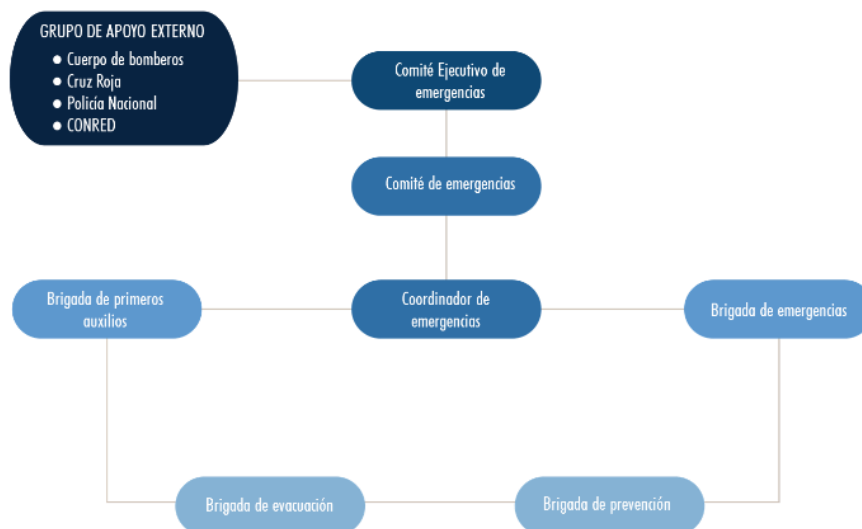 GRUPO DE APOYO EXTERNO
● Cuerpo de bomberos
● Cruz Roja
● Policía Nacional
● CONRED
Comité Ejecutivo de
emergencias
Comité de emergencias
Brigada de primeros
auxilios
Coordinador de
emergencias
Brigada de emergencias
Brigada de evacuación
Brigada de prevención